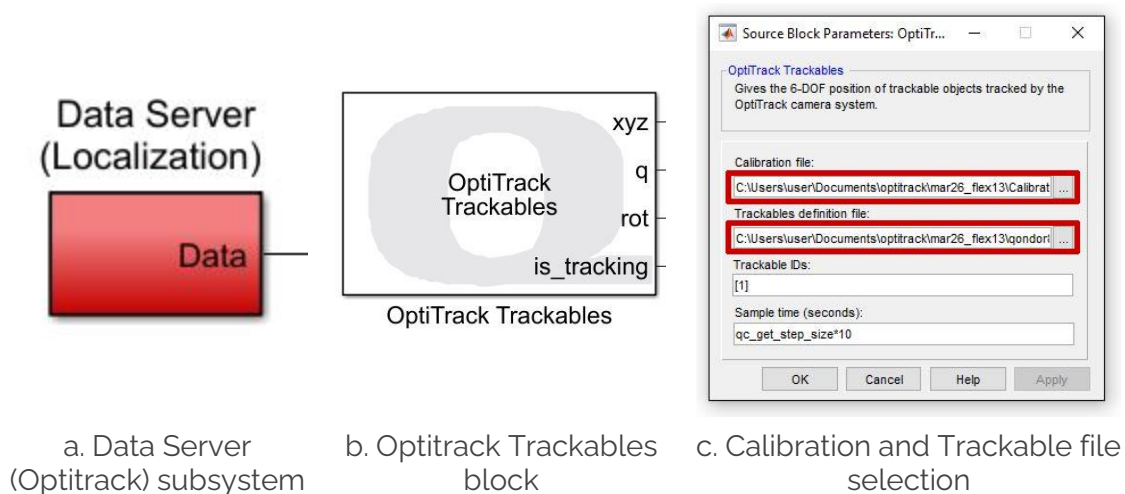 Data Server
(Localization)
Data
OptiTrack
Trackables
xyz
q
rot
is_tracking
OptiTrack Trackables
Source Block Parameters: OptiTr...
OptiTrack Trackables
Gives the 6-DOF position of trackable objects tracked by the
OptiTrack camera system.
Calibration file:
C:\Users\user\Documents\optitrack\mar26_flex13\Calibrat ...
Trackables definition file:
C:\Users\user\Documents\optitrack\mar26_flex13\qondorl ...
Trackable IDs:
[1]
Sample time (seconds):
qc_get_step_size*10
OK Cancel Help Apply
a. Data Server
(Optitrack) subsystem
b. Optitrack Trackables
block
c. Calibration and Trackable file
selection